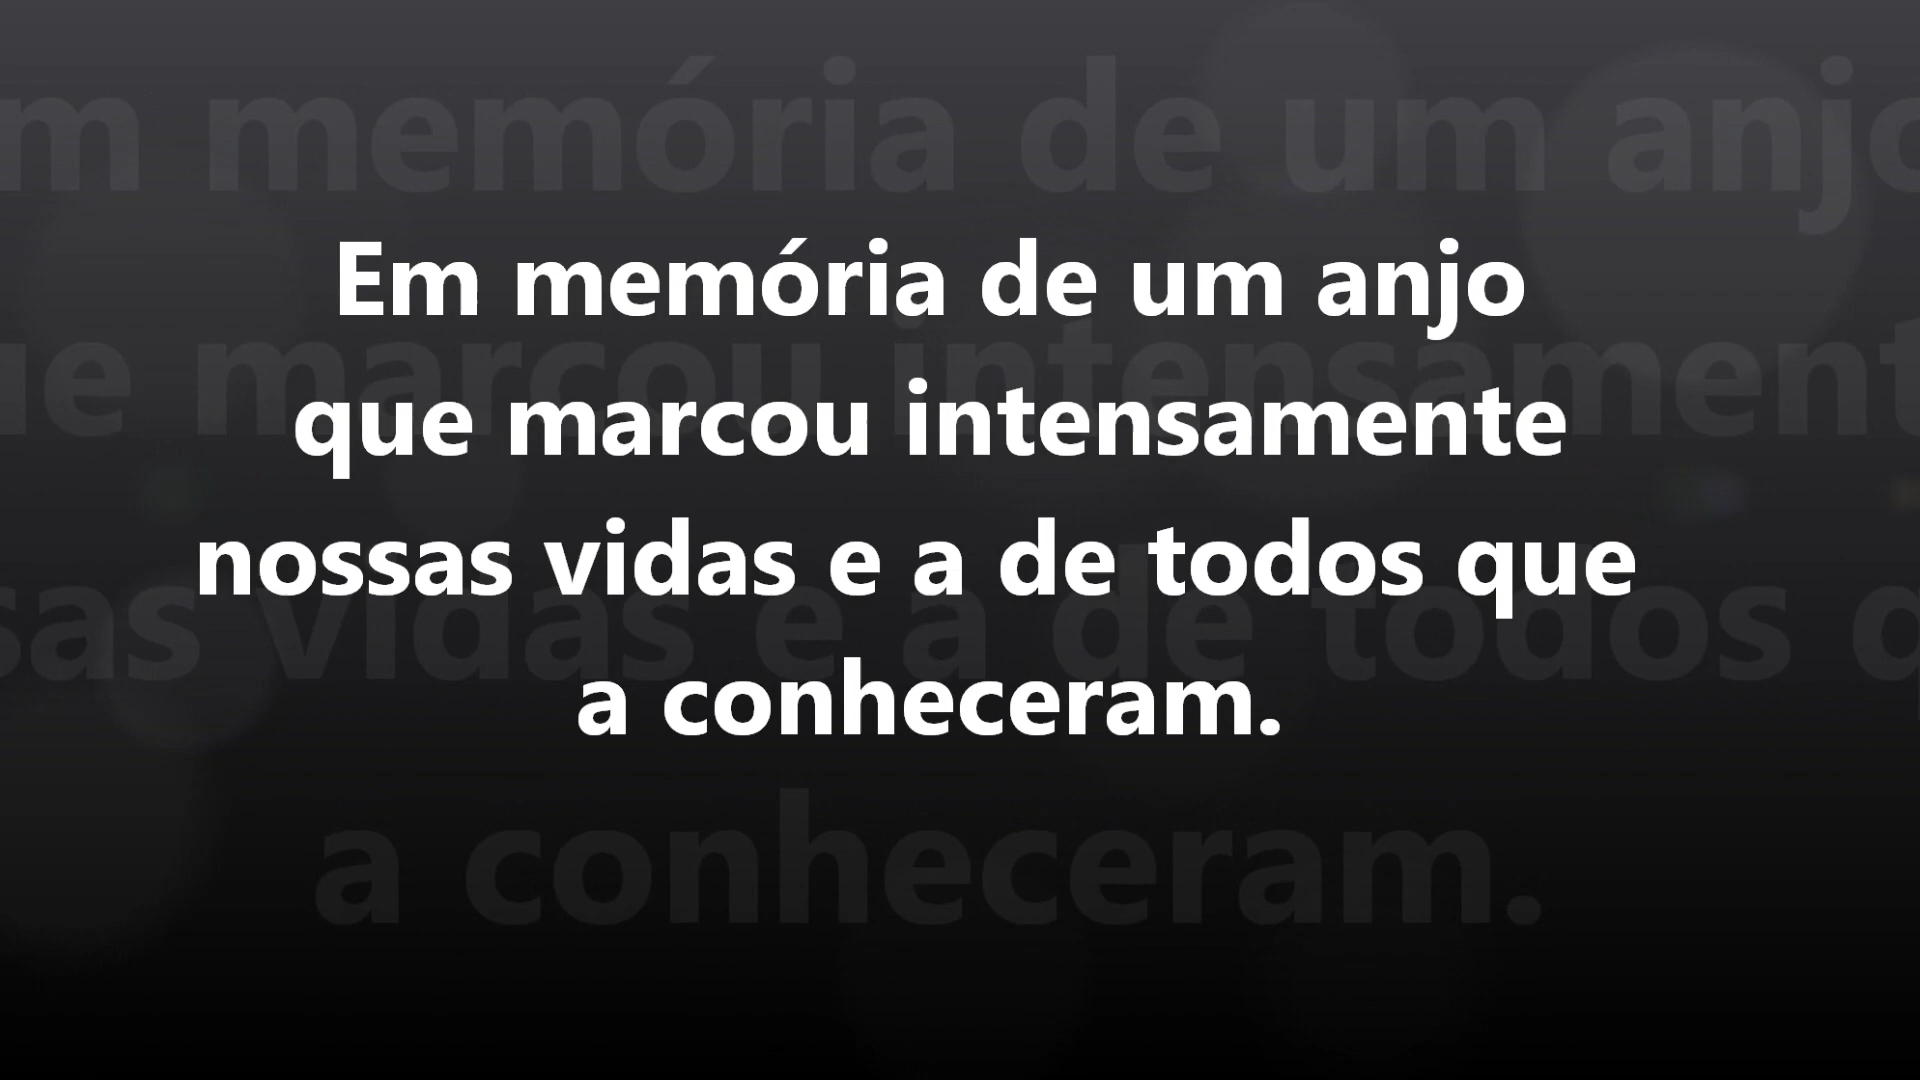 Em memória de um anjo
que marcou intensamente
nossas vidas e a de todos que
a conheceram.